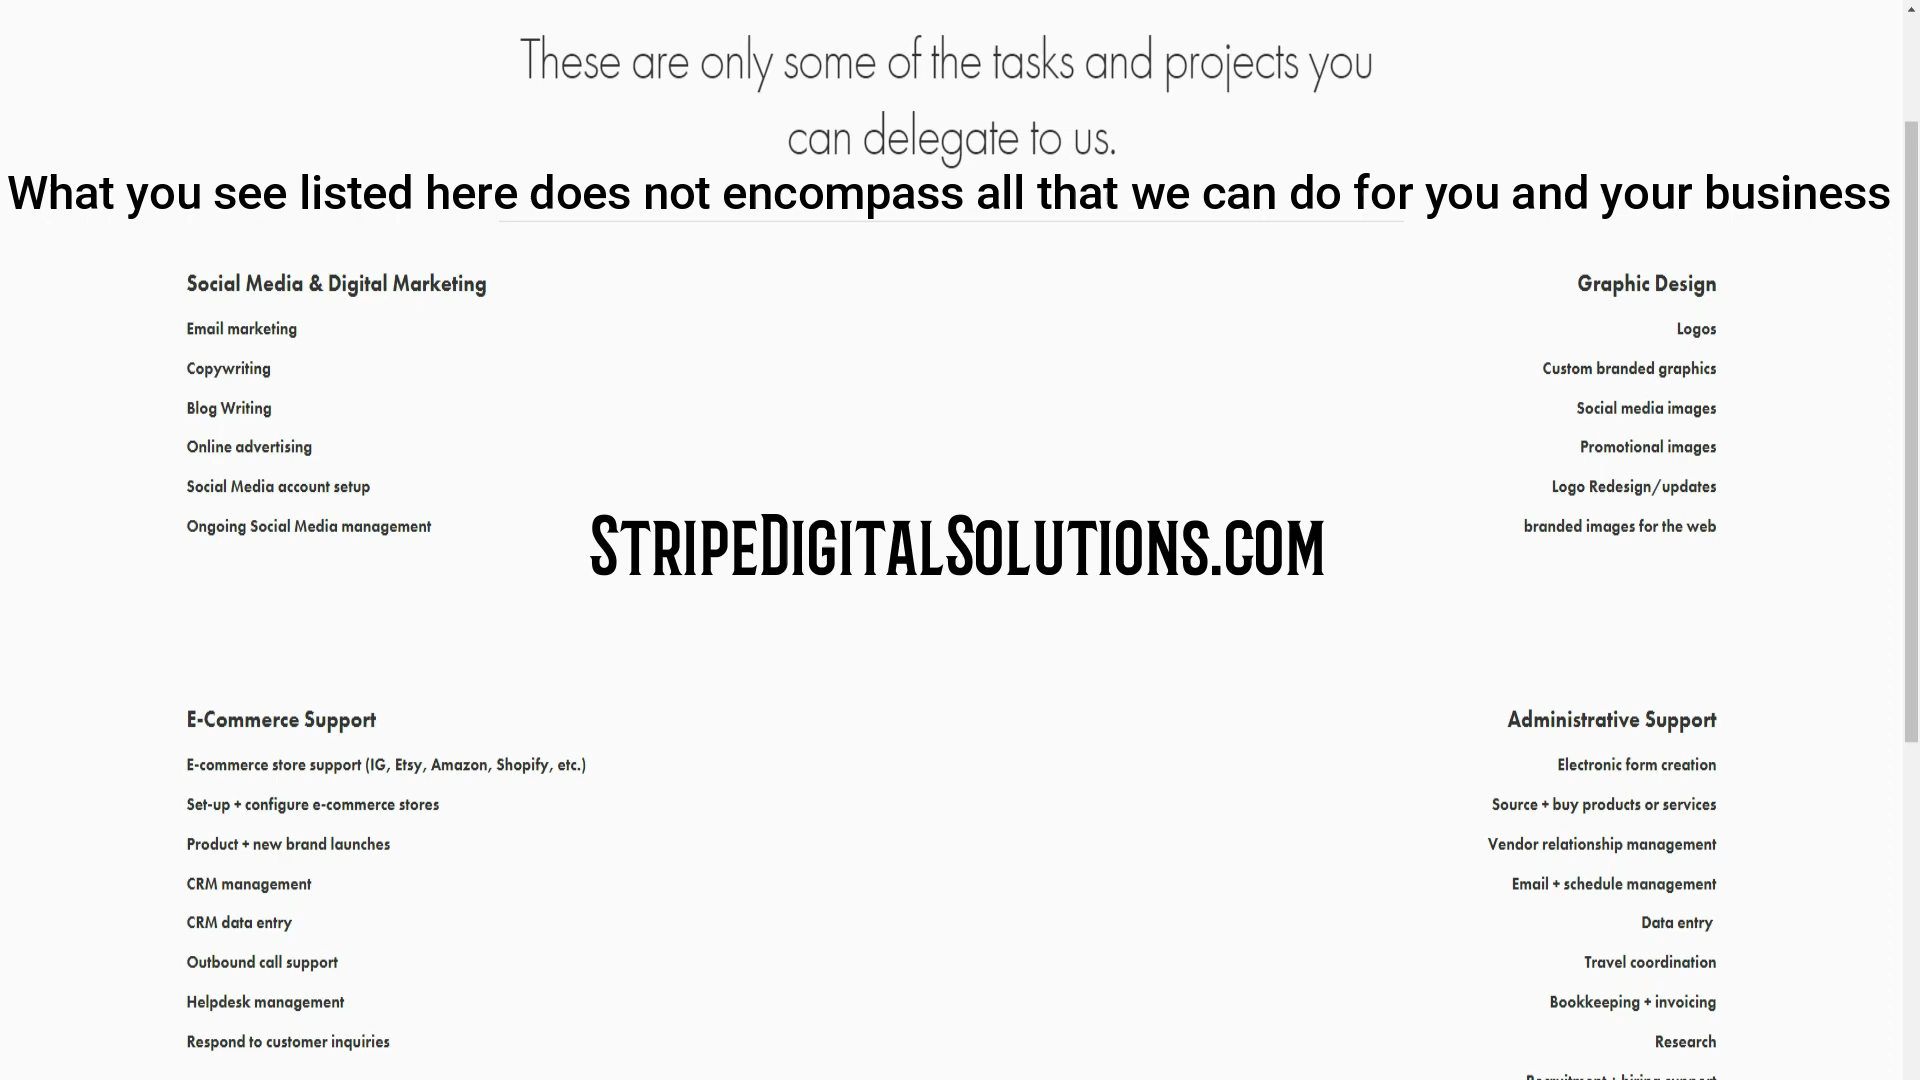 These are only some of the tasks and projects you
can delegate to us.
What you see listed here does not encompass all that we can do for you and your business
Social Media & Digital Marketing
Email marketing
Copywriting
Blog Writing
Online advertising
Social Media account setup
Ongoing Social Media management
Graphic Design
Logos
Custom branded graphics
Social media images
Promotional images
Logo Redesign/updates
branded images for the web
StripeDigitalSolutions.com
E-Commerce Support
E-commerce store support (IG, Etsy, Amazon, Shopify, etc.)
Set-up + configure e-commerce stores
Product + new brand launches
CRM management
CRM data entry
Outbound call support
Helpdesk management
Respond to customer inquiries
Administrative Support
Electronic form creation
Source + buy products or services
Vendor relationship management
Email + schedule management
Data entry
Travel coordination
Bookkeeping + invoicing
Research